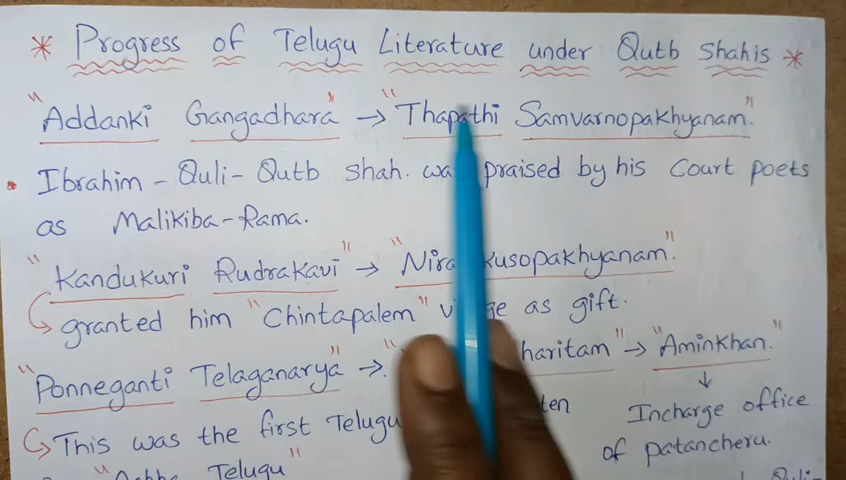 * Progress of Telugu Literature under Qutb Shahis *
"Addanki Gangadhara" → "Thapathi Samvarnopakhyanam"
• Ibrahim - Quli - Qutb Shah. was praised by his Court poets
as Malikiba-Rama.
"Kandukuri Rudrakavi" → "Nirankusopakhyanam"
granted him "Chintapalem" village as gift.
"Ponneganti Telaganarya" → haritam" → "Aminkhan."
This was the first Telugu ten
Incharge office
of patancheru.
Telugu"
Quli-